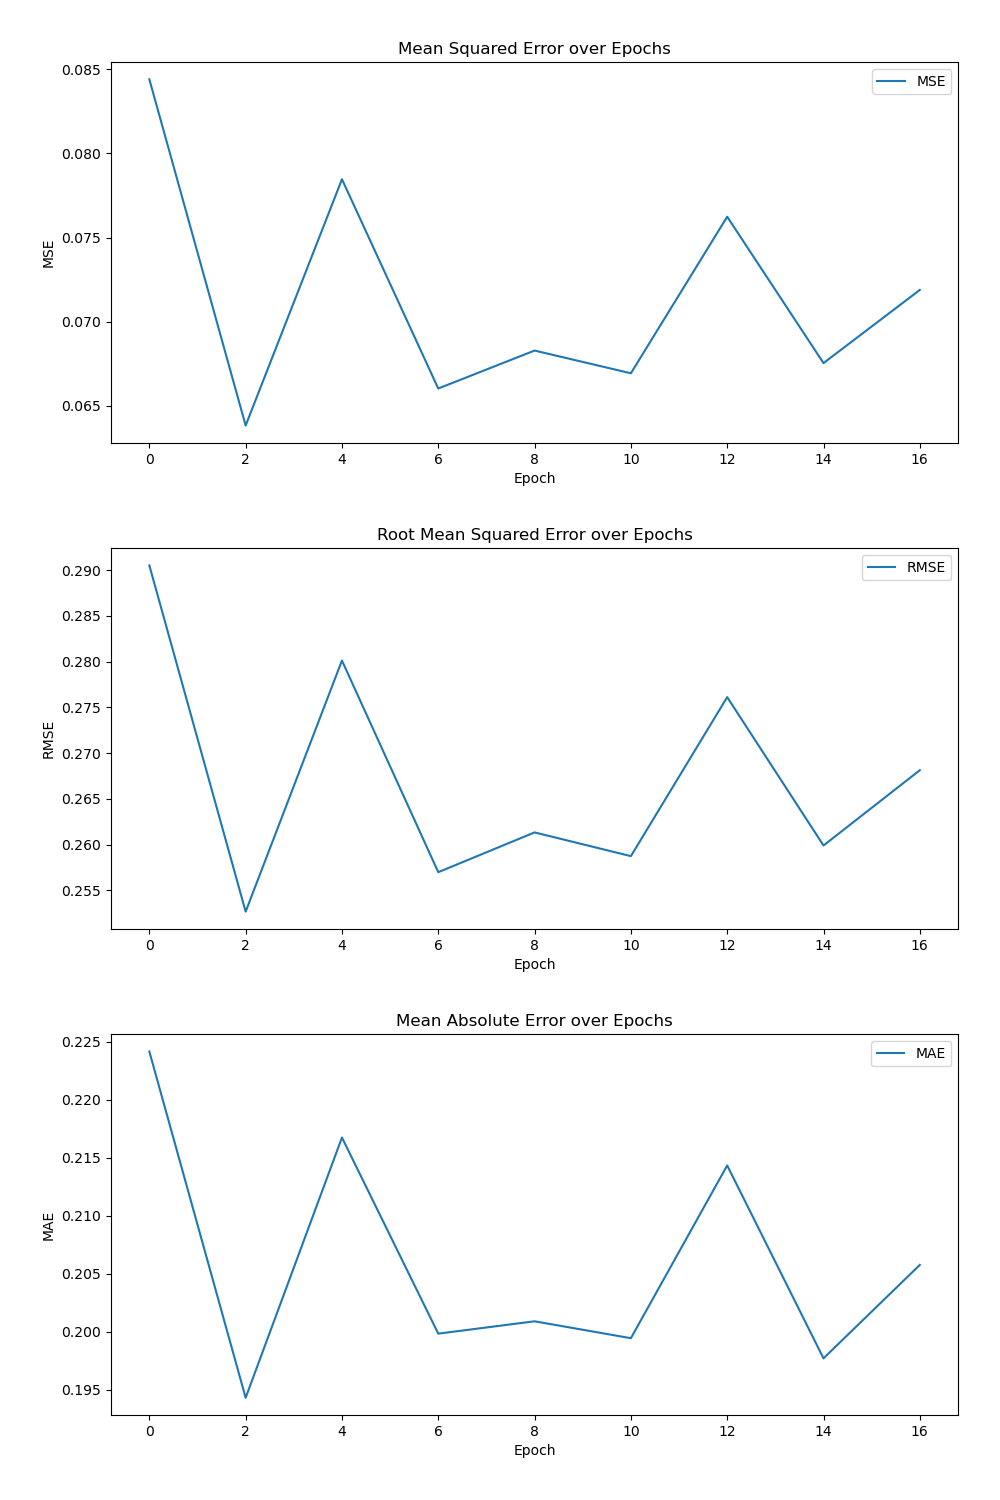 Mean Squared Error over Epochs
MSE
0.085
0.080
0.075
0.070
0.065
MSE
0 2 4 6 8 10 12 14 16
Epoch
Root Mean Squared Error over Epochs
RMSE
0.290
0.285
0.280
0.275
0.270
0.265
0.260
0.255
RMSE
0 2 4 6 8 10 12 14 16
Epoch
Mean Absolute Error over Epochs
MAE
0.225
0.220
0.215
0.210
0.205
0.200
0.195
MAE
0 2 4 6 8 10 12 14 16
Epoch